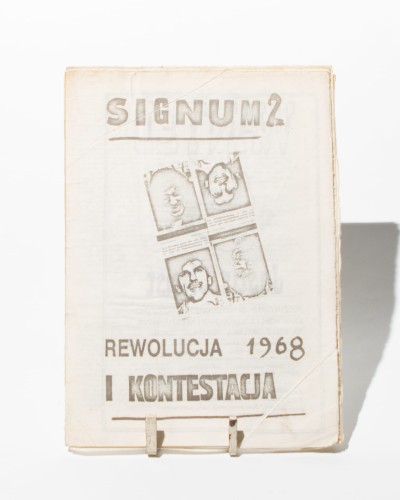 SIGNUM 2
REWOLUCJA 1968
I KONTESTACJA